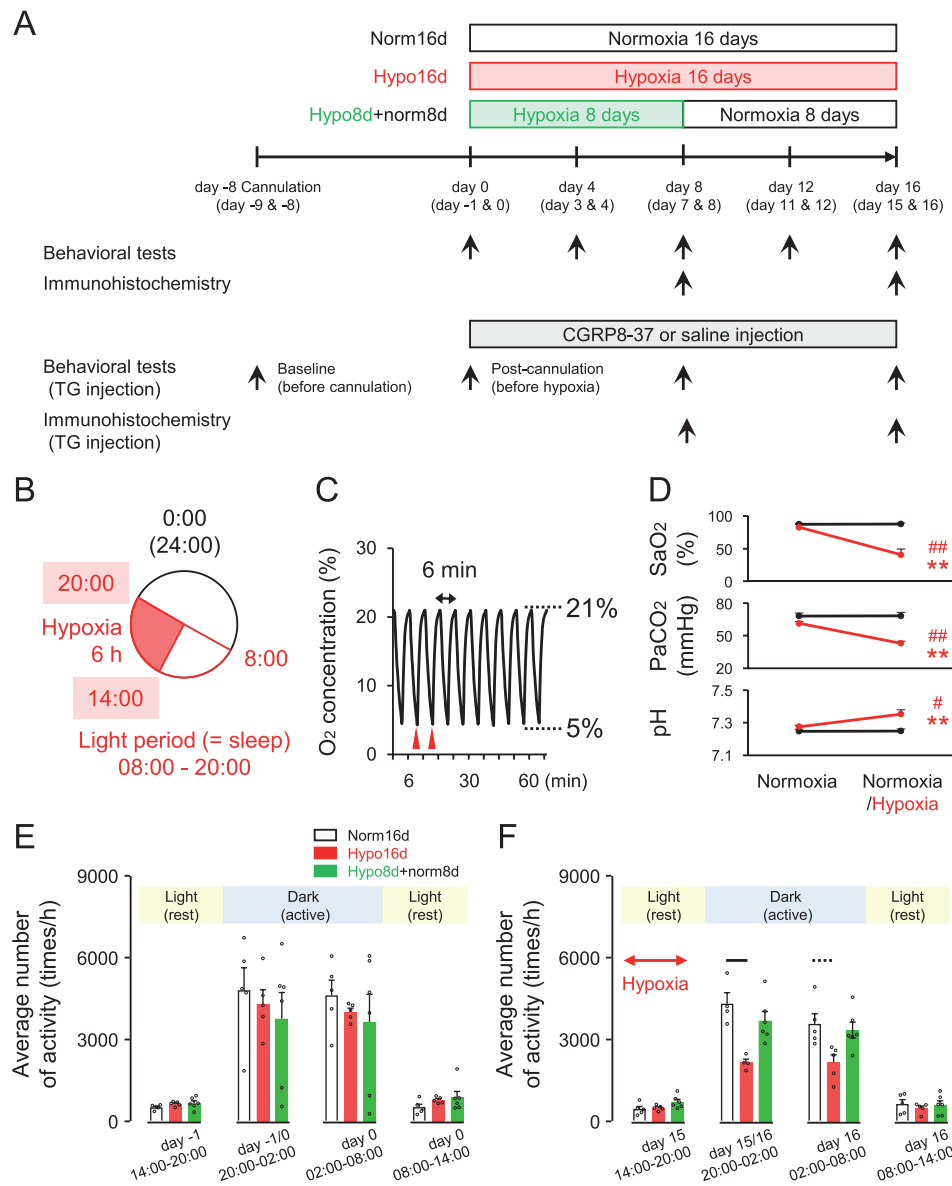 A
Norm16d
Normoxia 16 days
Hypo16d
Hypoxia 16 days
Hypo8d+norm8d
Hypoxia 8 days
Normoxia 8 days
day -8 Cannulation
(day -9 & -8)
day 0
(day -1 & 0)
day 4
(day 3 & 4)
day 8
(day 7 & 8)
day 12
(day 11 & 12)
day 16
(day 15 & 16)
Behavioral tests
Immunohistochemistry
CGRP8-37 or saline injection
Behavioral tests
(TG injection)
Baseline
(before cannulation)
Post-cannulation
(before hypoxia)
Immunohistochemistry
(TG injection)
B
0:00
(24:00)
20:00
Hypoxia
6 h
8:00
14:00
Light period (= sleep)
08:00 - 20:00
C
O2 concentration (%)
30
20
10
0
6 min
21%
5%
6 30 60 (min)
D
SaO2
(%)
100
50
0
##
**
PaCO2
(mmHg)
80
50
20
##
**
pH
7.5
7.3
7.1
#
**
Normoxia
Normoxia
/Hypoxia
E
Norm16d
Hypo16d
Hypo8d+norm8d
Average number
of activity (times/h)
9000
6000
3000
0
Light
(rest)
Dark
(active)
Light
(rest)
day -1
14:00-20:00
day -1/0
20:00-02:00
day 0
02:00-08:00
day 0
08:00-14:00
F
Average number
of activity (times/h)
9000
6000
3000
0
Light
(rest)
Dark
(active)
Light
(rest)
Hypoxia
day 15
14:00-20:00
day 15/16
20:00-02:00
day 16
02:00-08:00
day 16
08:00-14:00